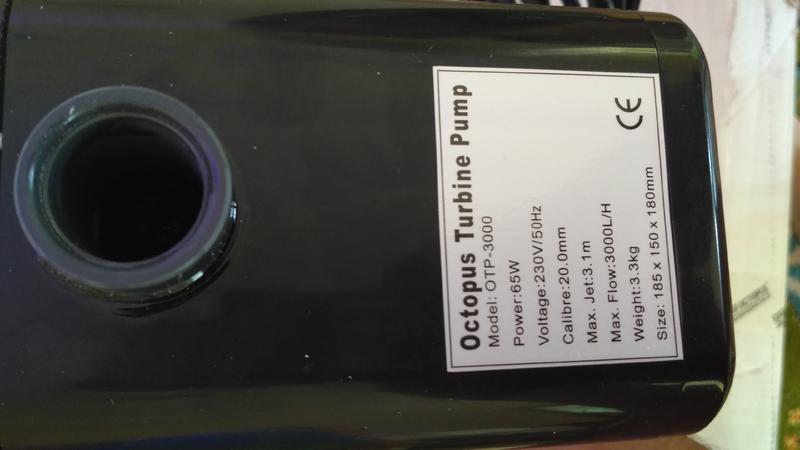 Octopus Turbine Pump
Model: OTP-3000
Power:65W
Voltage:230V/50Hz
Calibre:20.0mm
Max. Jet:3.1m
Max. Flow:3000L/H
Weight:3.3kg
Size: 185 x 150 x 180mm
CE